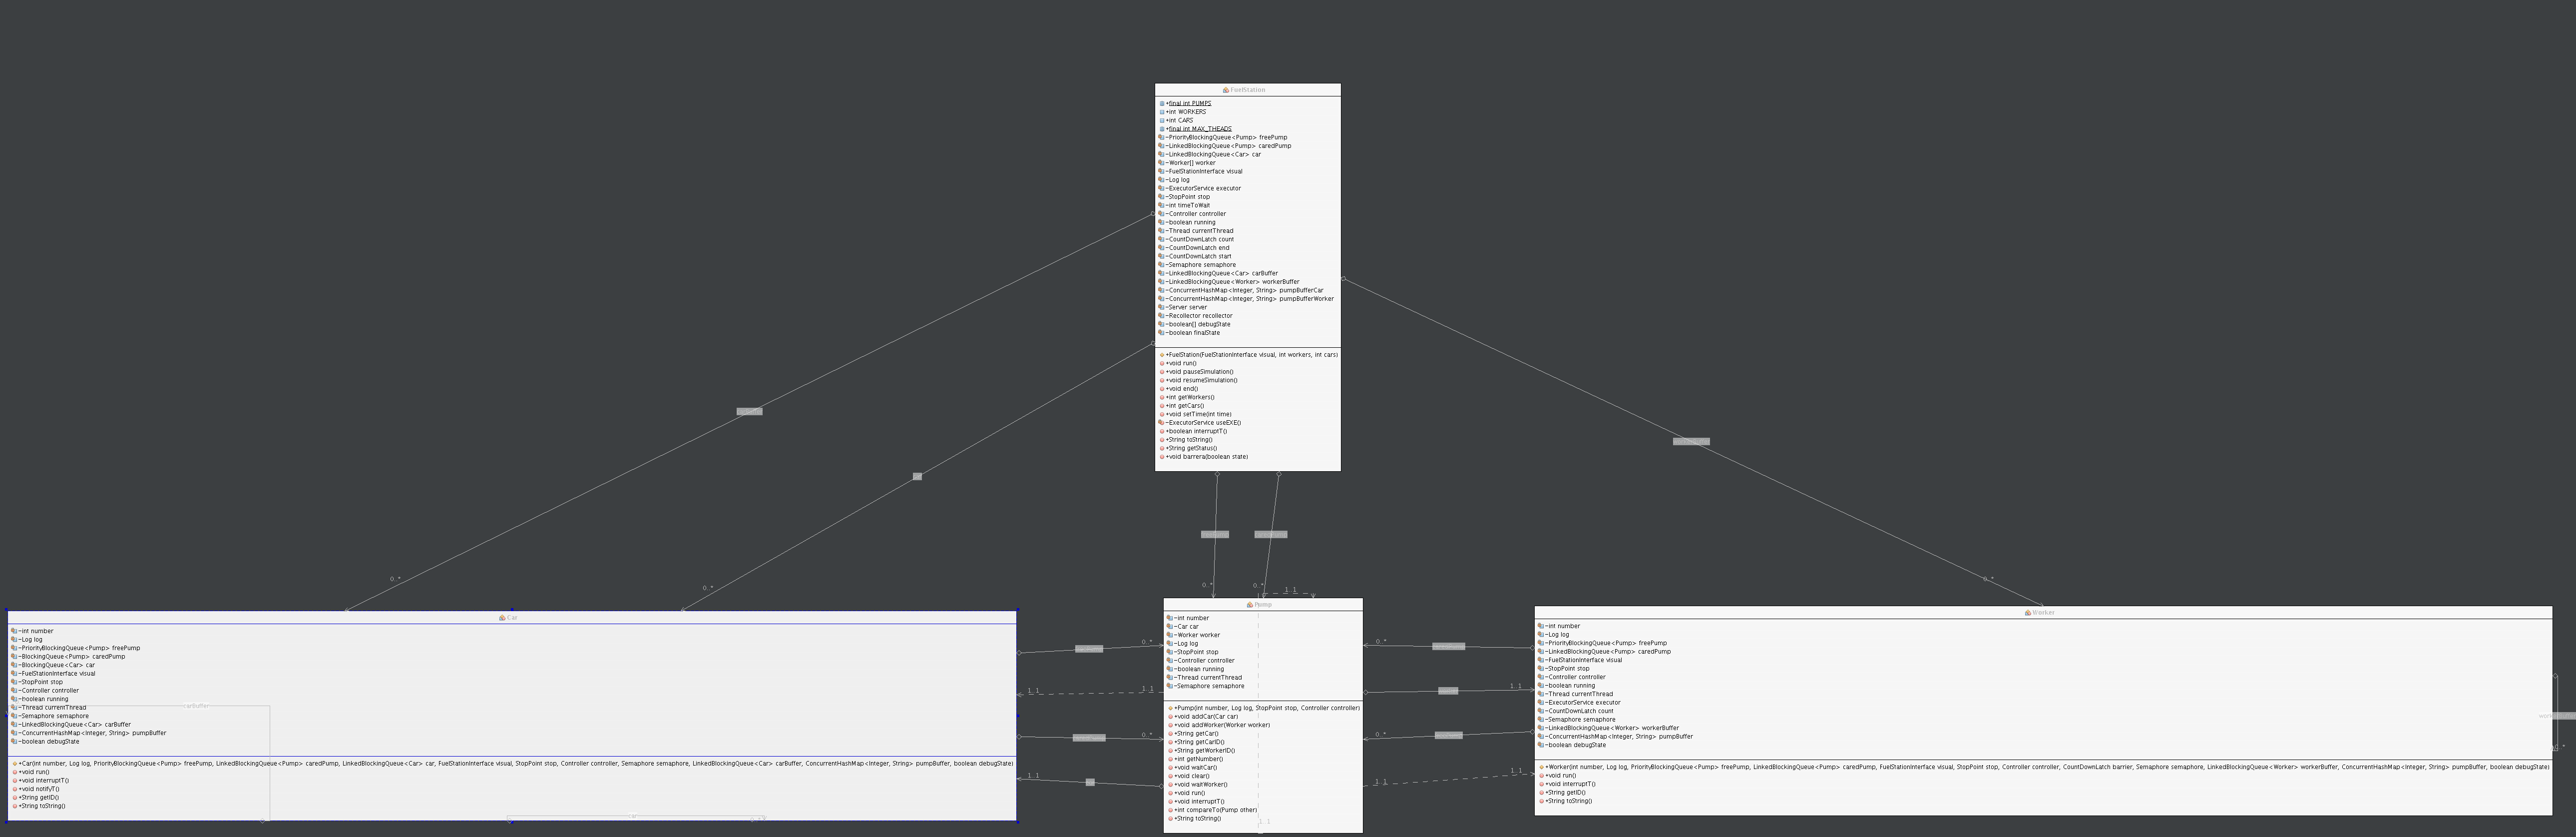 FuelStation
+final int PUMPS
+int WORKERS
+int CARS
+final int MAX_THEADS
-PriorityBlockingQueue<Pump> freePump
-LinkedBlockingQueue<Pump> caredPump
-LinkedBlockingQueue<Car> car
-Worker[] worker
-FuelStationInterface visual
-Log log
-ExecutorService executor
-StopPoint stop
-int timeToWait
-Controller controller
-boolean running
-Thread currentThread
-CountDownLatch count
-CountDownLatch end
-CountDownLatch start
-Semaphore semaphore
-LinkedBlockingQueue<Car> carBuffer
-LinkedBlockingQueue<Worker> workerBuffer
-ConcurrentHashMap<Integer, String> pumpBufferCar
-ConcurrentHashMap<Integer, String> pumpBufferWorker
-Server server
-Recollector recollector
-boolean[] debugState
-boolean finalState
+FuelStation(FuelStationInterface visual, int workers, int cars)
+void run()
+void pauseSimulation()
+void resumeSimulation()
+void end()
+int getWorkers()
+int getCars()
+void setTime(int time)
-ExecutorService useEXE()
+boolean interruptT()
+String toString()
+String getStatus()
+void barrera(boolean state)
0..*
0..*
0..*
0..*
1..1
0..*
Car
-int number
-Log log
-PriorityBlockingQueue<Pump> freePump
-BlockingQueue<Pump> caredPump
-BlockingQueue<Car> car
-FuelStationInterface visual
-StopPoint stop
-Controller controller
-boolean running
-Thread currentThread
carBuffer
-Semaphore semaphore
-LinkedBlockingQueue<Car> carBuffer
-ConcurrentHashMap<Integer, String> pumpBuffer
-boolean debugState
+Car(int number, Log log, PriorityBlockingQueue<Pump> freePump, LinkedBlockingQueue<Pump> caredPump, LinkedBlockingQueue<Car> car, FuelStationInterface visual, StopPoint stop, Controller controller, Semaphore semaphore, LinkedBlockingQueue<Car> carBuffer, ConcurrentHashMap<Integer, String> pumpBuffer, boolean debugState)
+void run()
+void interruptT()
+void notifyT()
+String getID()
+String toString()
0..*
1..1
1..1
0..*
1..1
Pump
-int number
-Car car
-Worker worker
-Log log
-StopPoint stop
-Controller controller
-boolean running
-Thread currentThread
-Semaphore semaphore
+Pump(int number, Log log, StopPoint stop, Controller controller)
+void addCar(Car car)
+void addWorker(Worker worker)
+String getCar()
+String getCarID()
+String getWorkerID()
+int getNumber()
+void waitCar()
+void clear()
+void waitWorker()
+void run()
+void interruptT()
+int compareTo(Pump other)
+String toString()
1..1
0..*
1..1
0..*
1..1
1..1
Worker
-int number
-Log log
-PriorityBlockingQueue<Pump> freePump
-LinkedBlockingQueue<Pump> caredPump
-FuelStationInterface visual
-StopPoint stop
-Controller controller
-boolean running
-Thread currentThread
-ExecutorService executor
-CountDownLatch count
-Semaphore semaphore
-LinkedBlockingQueue<Worker> workerBuffer
-ConcurrentHashMap<Integer, String> pumpBuffer
-boolean debugState
+Worker(int number, Log log, PriorityBlockingQueue<Pump> freePump, LinkedBlockingQueue<Pump> caredPump, FuelStationInterface visual, StopPoint stop, Controller controller, CountDownLatch barrier, Semaphore semaphore, LinkedBlockingQueue<Worker> workerBuffer, ConcurrentHashMap<Integer, String> pumpBuffer, boolean debugState)
+void run()
+void interruptT()
+String getID()
+String toString()